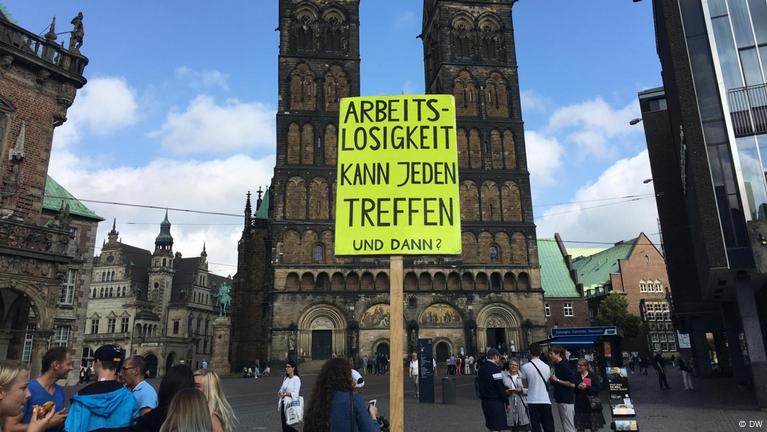 ARBEITS-
LOSIGKEIT
KANN JEDEN
TREFFEN
UND DANN?
© DW